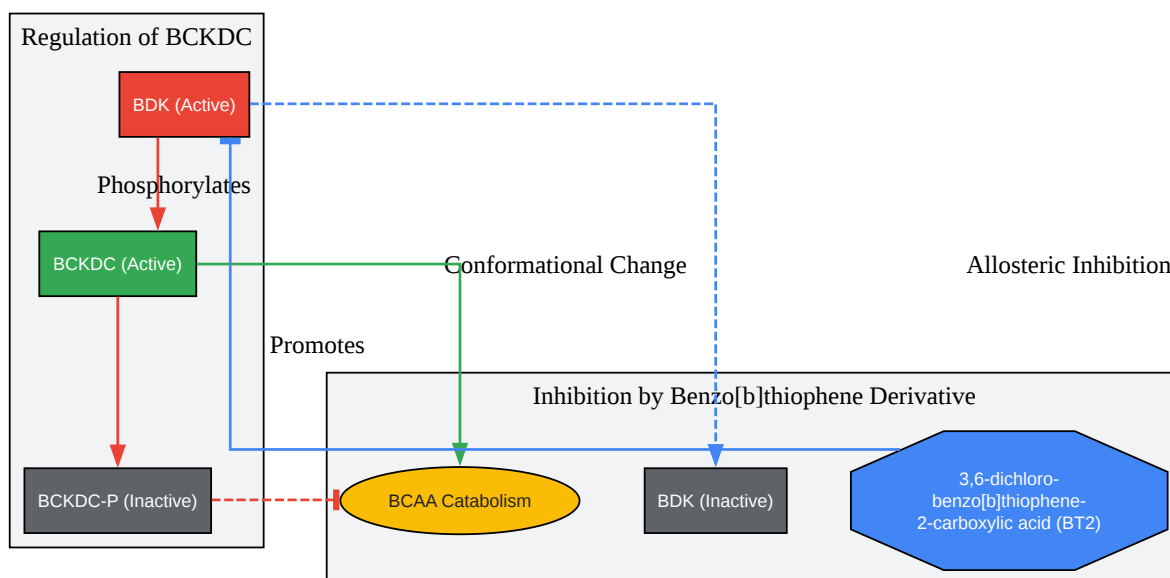 Regulation of BCKDC
BDK (Active)
Phosphorylates
BCKDC (Active)
Conformational Change
Allosteric Inhibition
Promotes
Inhibition by Benzo[b]thiophene Derivative
BCKDC-P (Inactive)
BCAA Catabolism
BDK (Inactive)
3,6-dichloro-
benzo[b]thiophene-
2-carboxylic acid (BT2)